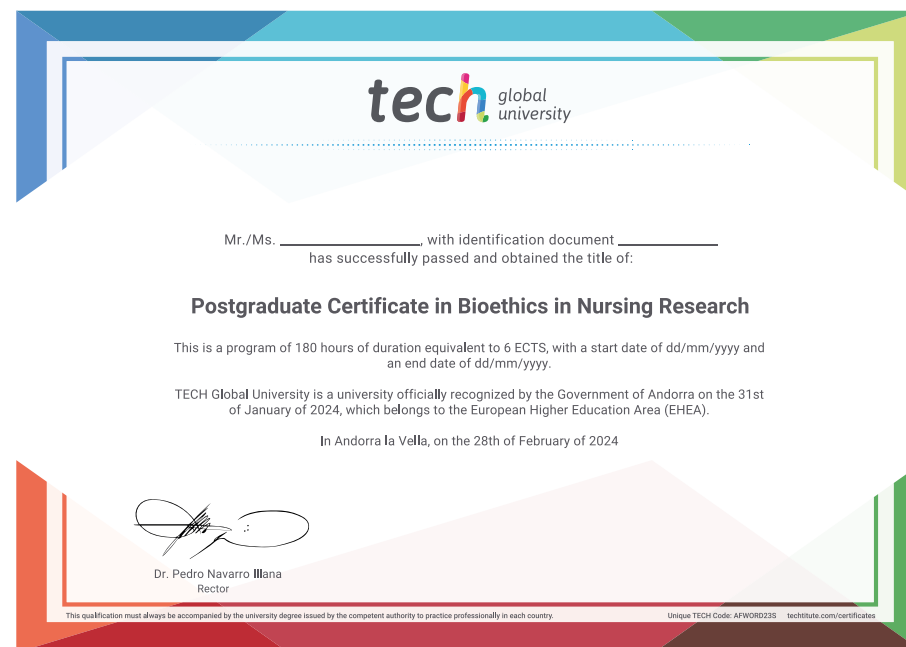 tech global university
Mr./Ms. ____________________, with identification document ______________
has successfully passed and obtained the title of:
Postgraduate Certificate in Bioethics in Nursing Research
This is a program of 180 hours of duration equivalent to 6 ECTS, with a start date of dd/mm/yyyy and
an end date of dd/mm/yyyy.
TECH Global University is a university officially recognized by the Government of Andorra on the 31st
of January of 2024, which belongs to the European Higher Education Area (EHEA).
In Andorra la Vella, on the 28th of February of 2024
Dr. Pedro Navarro Illana
Rector
This qualification must always be accompanied by the university degree issued by the competent authority to practice professionally in each country.
Unique TECH Code: AFWORD23S techtitute.com/certificates